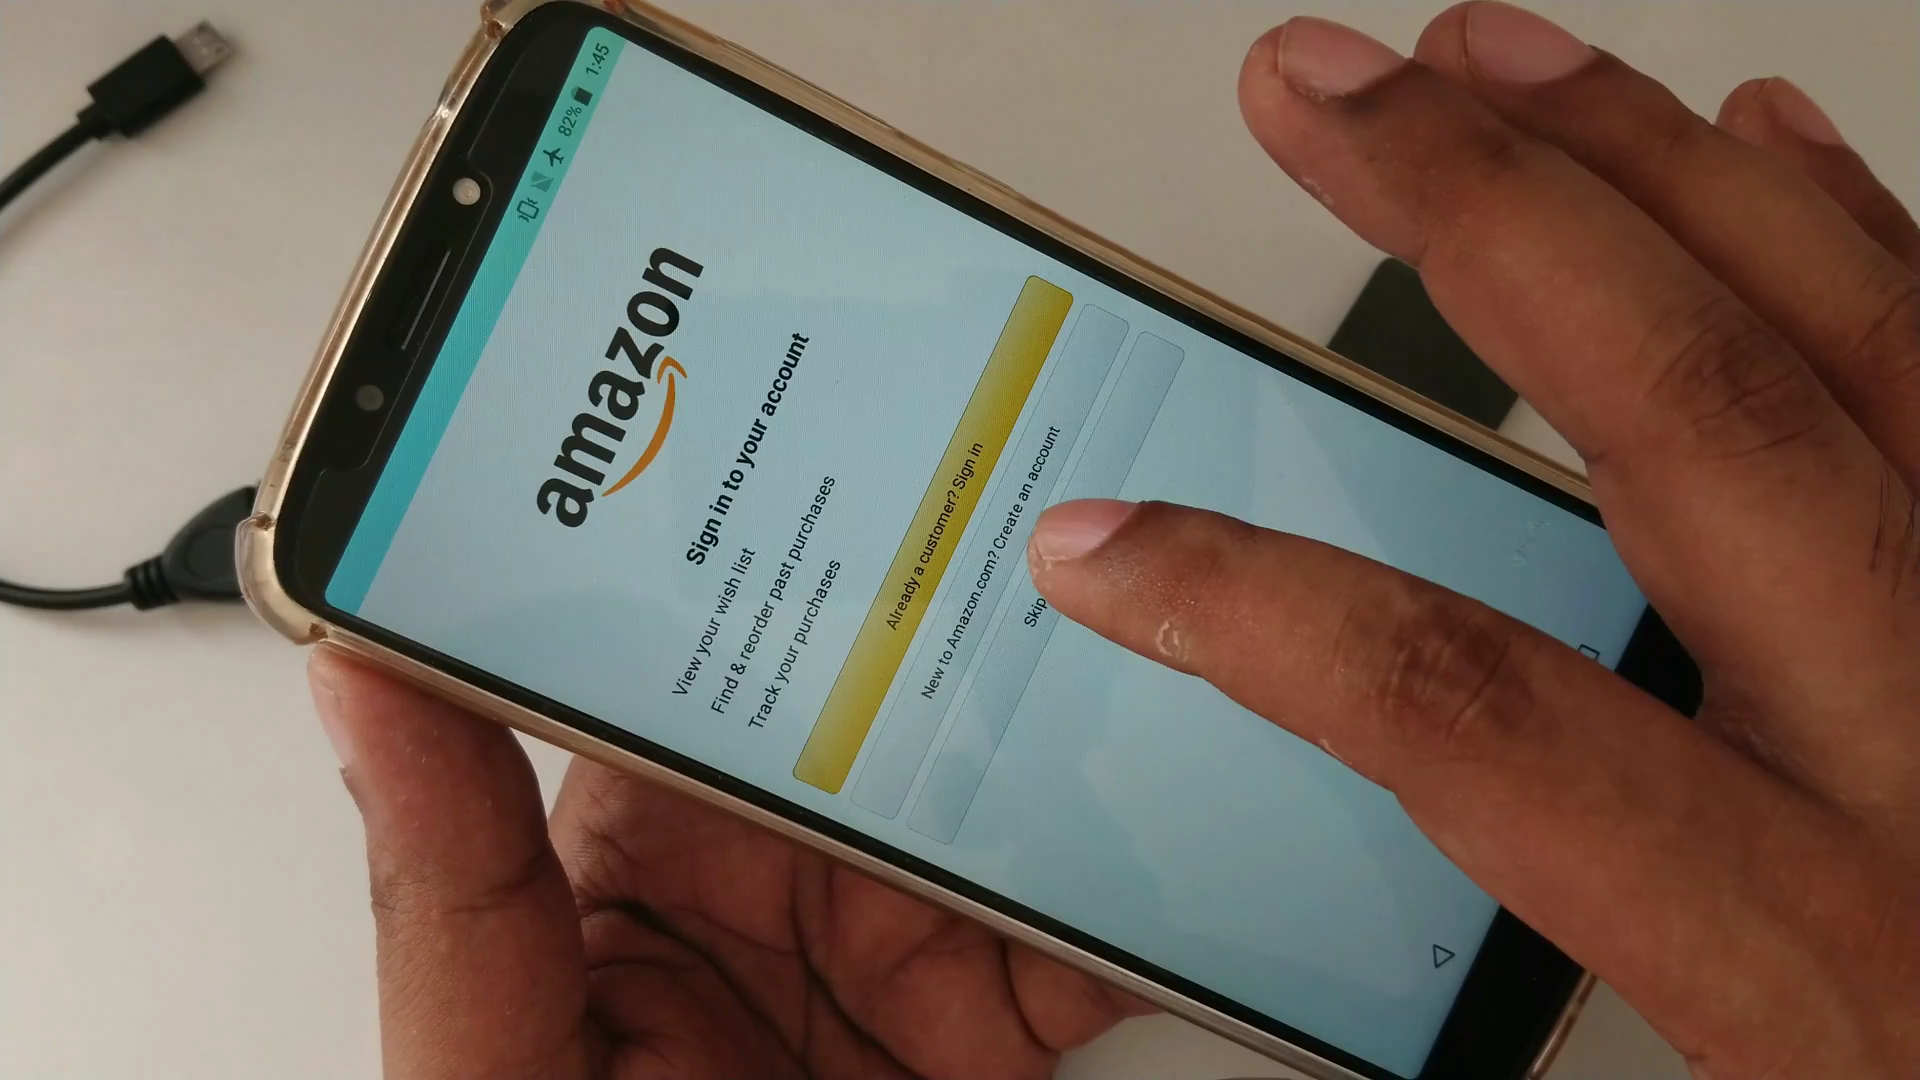 82% 1:45
amazon
Sign in to your account
View your wish list
Find & reorder past purchases
Track your purchases
Already a customer? Sign in
New to Amazon.com? Create an account
Skip